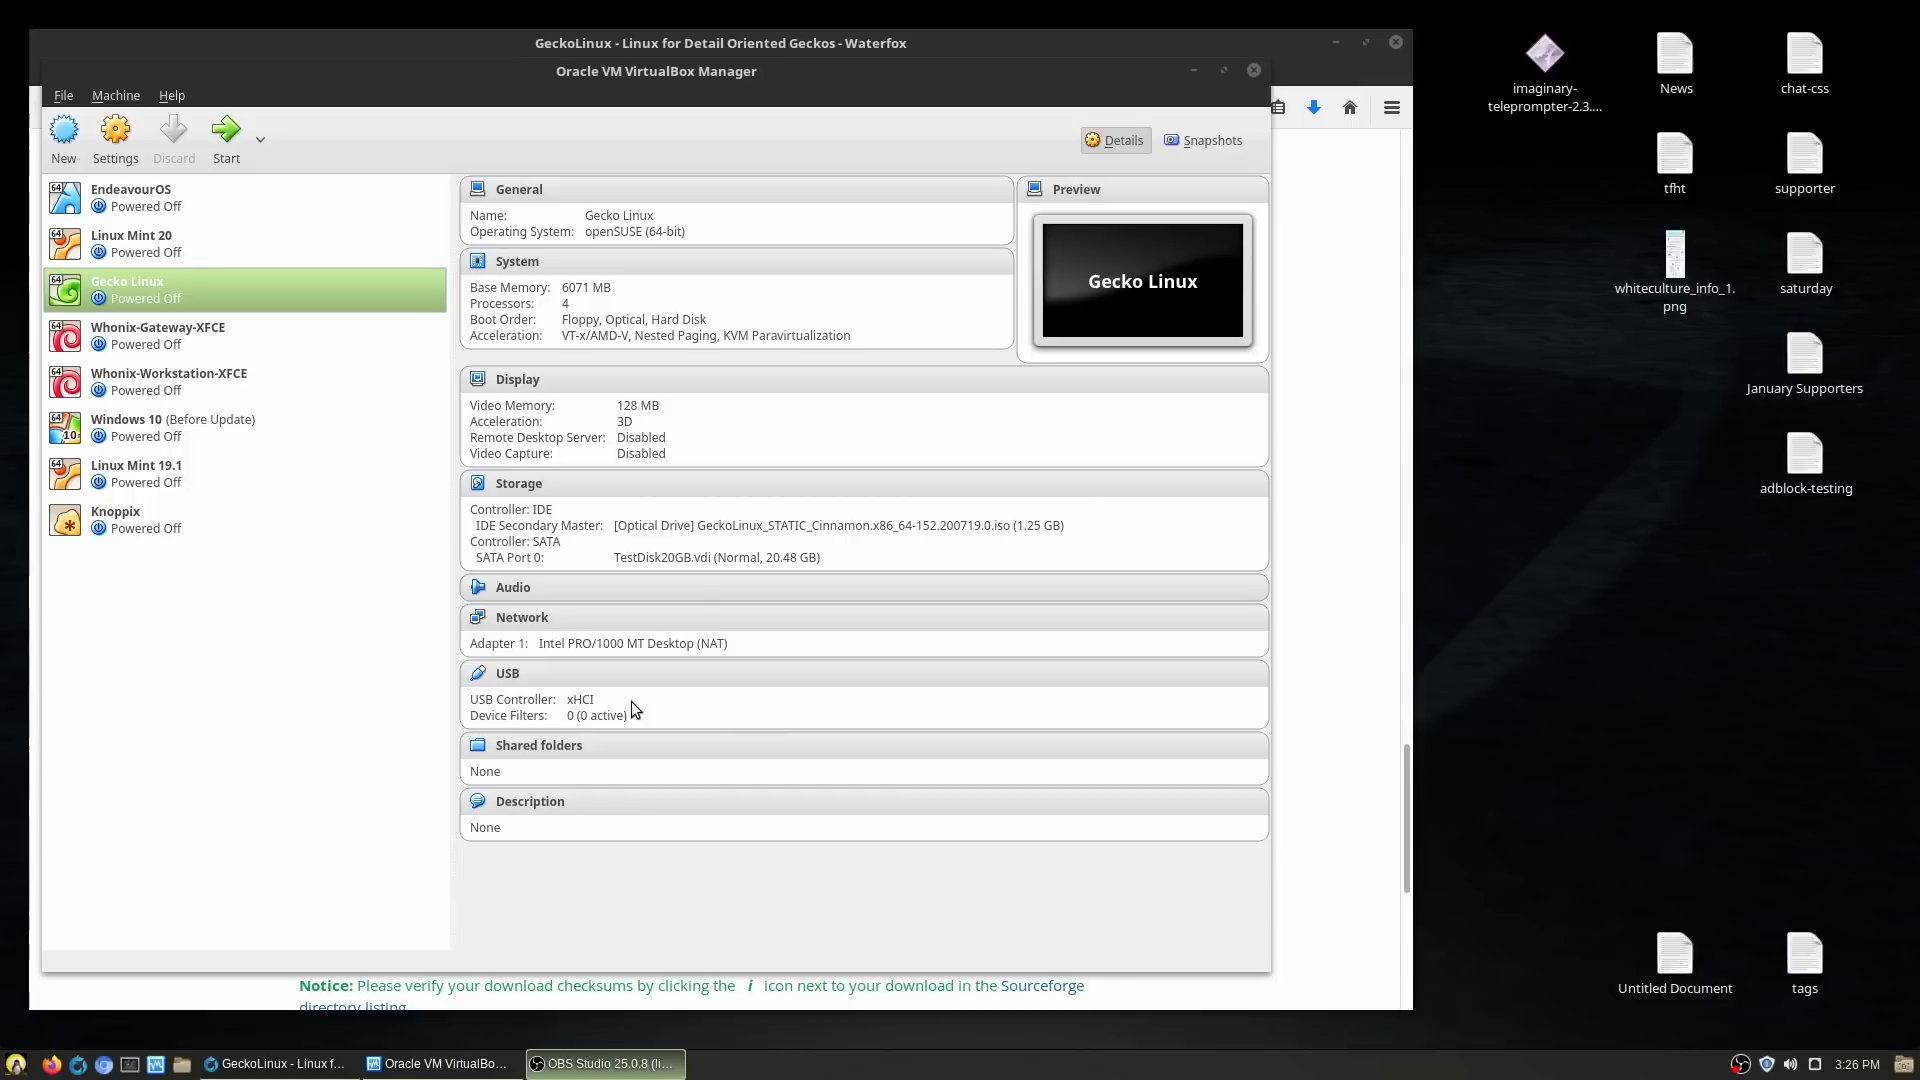 GeckoLinux - Linux for Detail Oriented Geckos - Waterfox
Oracle VM VirtualBox Manager
File Machine Help
New Settings Discard Start
Details Snapshots
64 EndeavourOS
Powered Off
64 Linux Mint 20
Powered Off
64 Gecko Linux
Powered Off
64 Whonix-Gateway-XFCE
Powered Off
64 Whonix-Workstation-XFCE
Powered Off
64 10 Windows 10 (Before Update)
Powered Off
64 Linux Mint 19.1
Powered Off
Knoppix
Powered Off
General
Name: Gecko Linux
Operating System: openSUSE (64-bit)
System
Base Memory: 6071 MB
Processors: 4
Boot Order: Floppy, Optical, Hard Disk
Acceleration: VT-x/AMD-V, Nested Paging, KVM Paravirtualization
Preview
Gecko Linux
Display
Video Memory: 128 MB
Acceleration: 3D
Remote Desktop Server: Disabled
Video Capture: Disabled
Storage
Controller: IDE
IDE Secondary Master: [Optical Drive] GeckoLinux_STATIC_Cinnamon.x86_64-152.200719.0.iso (1.25 GB)
Controller: SATA
SATA Port 0: TestDisk20GB.vdi (Normal, 20.48 GB)
Audio
Network
Adapter 1: Intel PRO/1000 MT Desktop (NAT)
USB
USB Controller: xHCI
Device Filters: 0 (0 active)
Shared folders
None
Description
None
Notice: Please verify your download checksums by clicking the i icon next to your download in the Sourceforge
directory listing
imaginary-
teleprompter-2.3....
News
chat-css
tfht
supporter
whiteculture_info_1.
png
saturday
January Supporters
adblock-testing
Untitled Document
tags
GeckoLinux - Linux f...
Oracle VM VirtualBo...
OBS Studio 25.0.8 (li...
3:26 PM